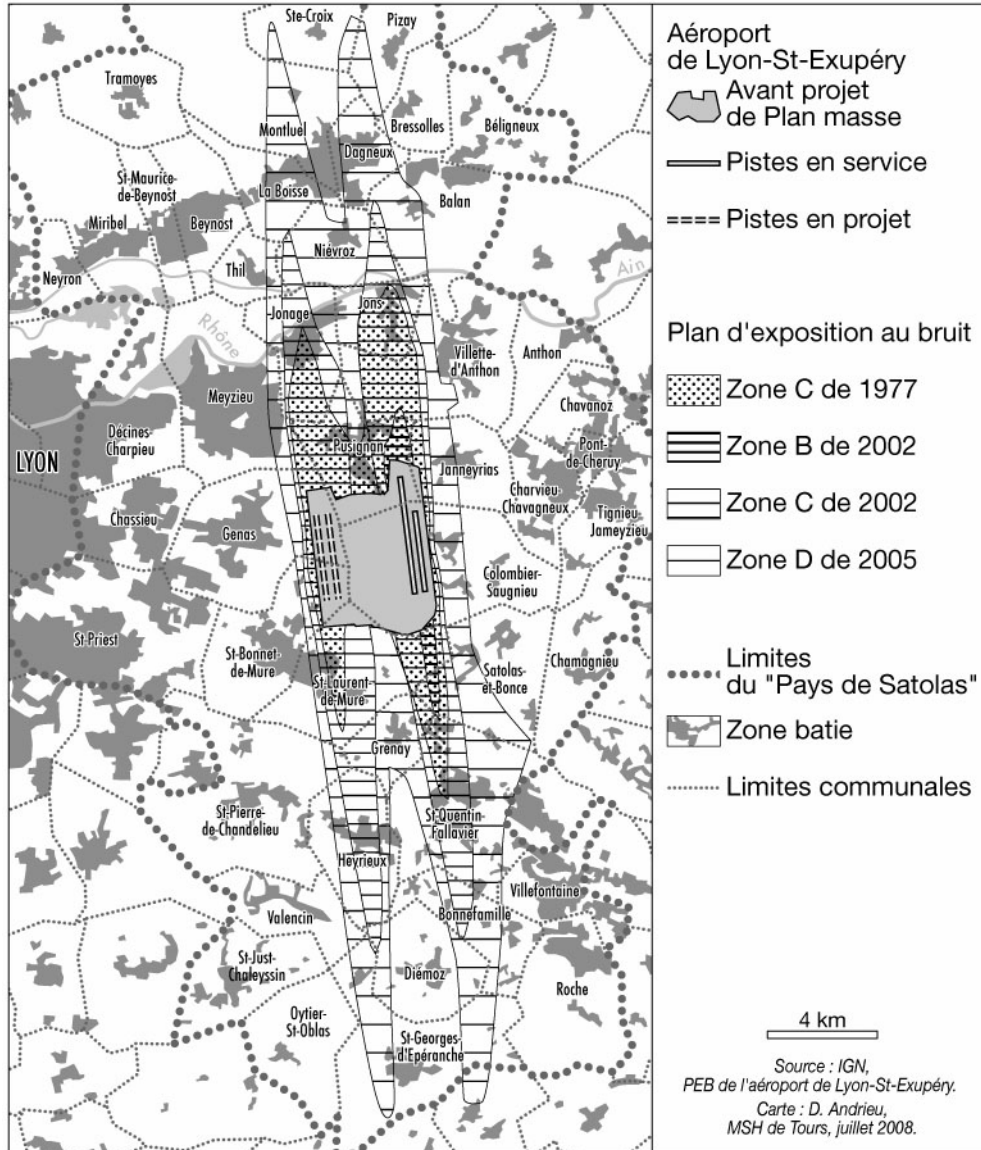 Ste-Croix
Pizay
Tramoyes
Montluel
Bressolles
Béligneux
Dagneux
St-Maurice-
de-Beynost
La Boisse
Balan
Miribel
Beynost
Niévroz
Neyron
Thil
Ain
Jonage
Jons
Rhône
Villette-
d'Anthon
Anthon
Meyzieu
Chavanoz
Décines-
Charpieu
Pusignan
Pont-
de-Cheruy
LYON
Janneyrias
Charvieu-
Chavagneux
Chassieu
Genas
Tignieu
Jameyzieu
Colombier-
Saugnieu
St-Priest
St-Bonnet-
de-Mure
Satolas-
et-Bonce
Chamagnieu
St-Laurent-
de-Mure
Grenay
St-Pierre-
de-Chandelieu
St-Quentin-
Fallavier
Heyrieux
Villefontaine
Valencin
Bonnefamille
St-Just-
Chaleyssin
Diémoz
Roche
Oytier-
St-Oblas
St-Georges-
d'Epéranche
Aéroport
de Lyon-St-Exupéry
Avant projet
de Plan masse
Pistes en service
Pistes en projet
Plan d'exposition au bruit
Zone C de 1977
Zone B de 2002
Zone C de 2002
Zone D de 2005
Limites
du "Pays de Satolas"
Zone batie
Limites communales
4 km
Source : IGN,
PEB de l'aéroport de Lyon-St-Exupéry.
Carte : D. Andrieu,
MSH de Tours, juillet 2008.